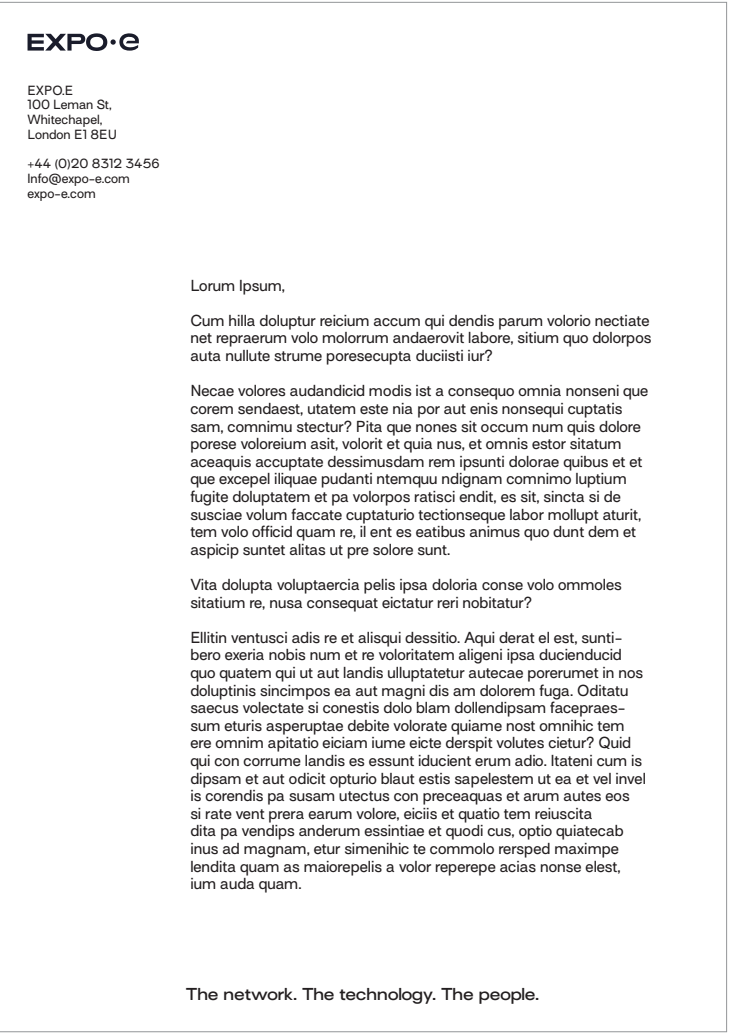 EXPO·e
EXPO.E
100 Leman St,
Whitechapel,
London E1 8EU
+44 (0)20 8312 3456
Info@expo-e.com
expo-e.com
Lorum Ipsum,
Cum hilla doluptur reicium accum qui dendis parum volorio nectiate
net repraerum volo molorrum andaerovit labore, sitium quo dolorpos
auta nullute strume poresecupta duciisti iur?
Necae volores audandicid modis ist a consequo omnia nonseni que
corem sendaest, utatem este nia por aut enis nonsequi cuptatis
sam, comnimu stectur? Pita que nones sit occum num quis dolore
porese voloreium asit, volorit et quia nus, et omnis estor sitatum
aceaquis accuptate dessimusdam rem ipsunti dolorae quibus et et
que excepel iliquae pudanti ntemquu ndignam comnimo luptium
fugite doluptatem et pa volorpos ratisci endit, es sit, sincta si de
susciae volum faccate cuptaturio tectionseque labor mollupt aturit,
tem volo officid quam re, il ent es eatibus animus quo dunt dem et
aspicip suntet alitas ut pre solore sunt.
Vita dolupta voluptaercia pelis ipsa doloria conse volo ommoles
sitatium re, nusa consequat eictatur reri nobitatur?
Ellitin ventusci adis re et alisqui dessitio. Aqui derat el est, sunti-
bero exeria nobis num et re voloritatem aligeni ipsa ducienducid
quo quatem qui ut aut landis ulluptatetur autecae porerumet in nos
doluptinis sincimpos ea aut magni dis am dolorem fuga. Oditatu
saecus volectate si conestis dolo blam dollendipsam facepraes-
sum eturis asperuptae debite volorate quiame nost omnihic tem
ere omnim apitatio eiciam iume eicte derspit volutes cietur? Quid
qui con corrume landis es essunt iducient erum adio. Itateni cum is
dipsam et aut odicit opturio blaut estis sapelestem ut ea et vel invel
is corendis pa susam utectus con preceaquas et arum autes eos
si rate vent prera earum volore, eiciis et quatio tem reiuscita
dita pa vendips anderum essintiae et quodi cus, optio quiatecab
inus ad magnam, etur simenihic te commolo rersped maximpe
lendita quam as maiorepelis a volor reperepe acias nonse elest,
ium auda quam.
The network. The technology. The people.